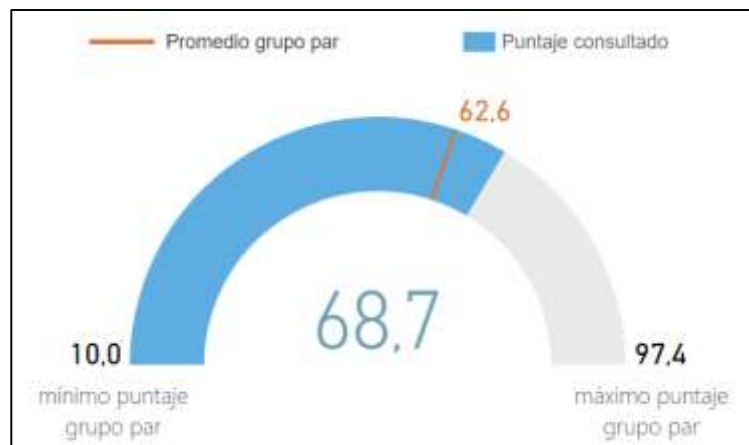 Promedio grupo par
Puntaje consultado
62,6
68,7
10,0
mínimo puntaje
grupo par
97,4
máximo puntaje
grupo par